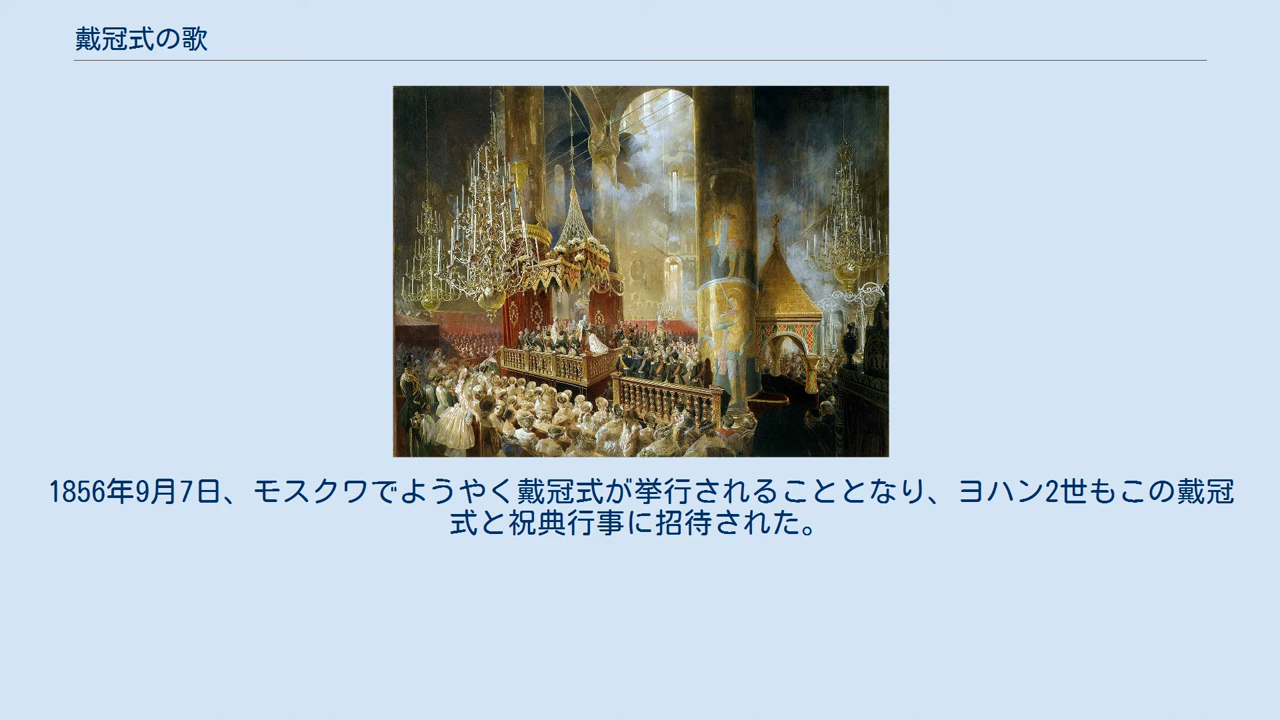 戴冠式の歌
1856年9月7日、モスクワでようやく戴冠式が挙行されることとなり、ヨハン2世もこの戴冠
式と祝典行事に招待された。